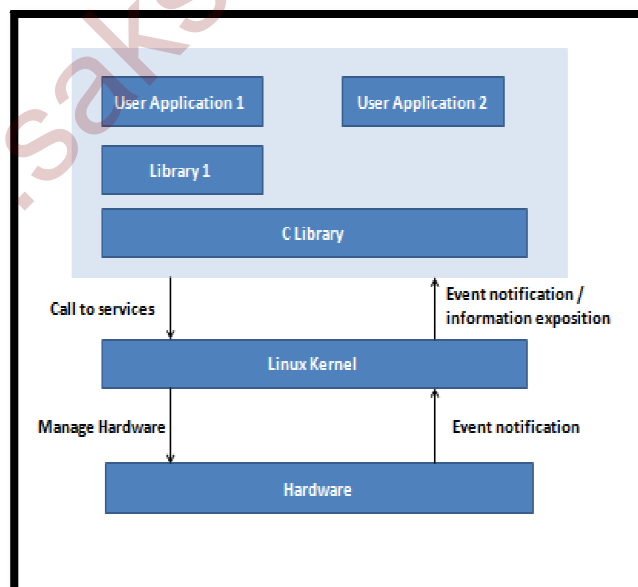 .saks
User Application 1
User Application 2
Library 1
C Library
Call to services
Event notification /
information exposition
Linux Kernel
Manage Hardware
Event notification
Hardware